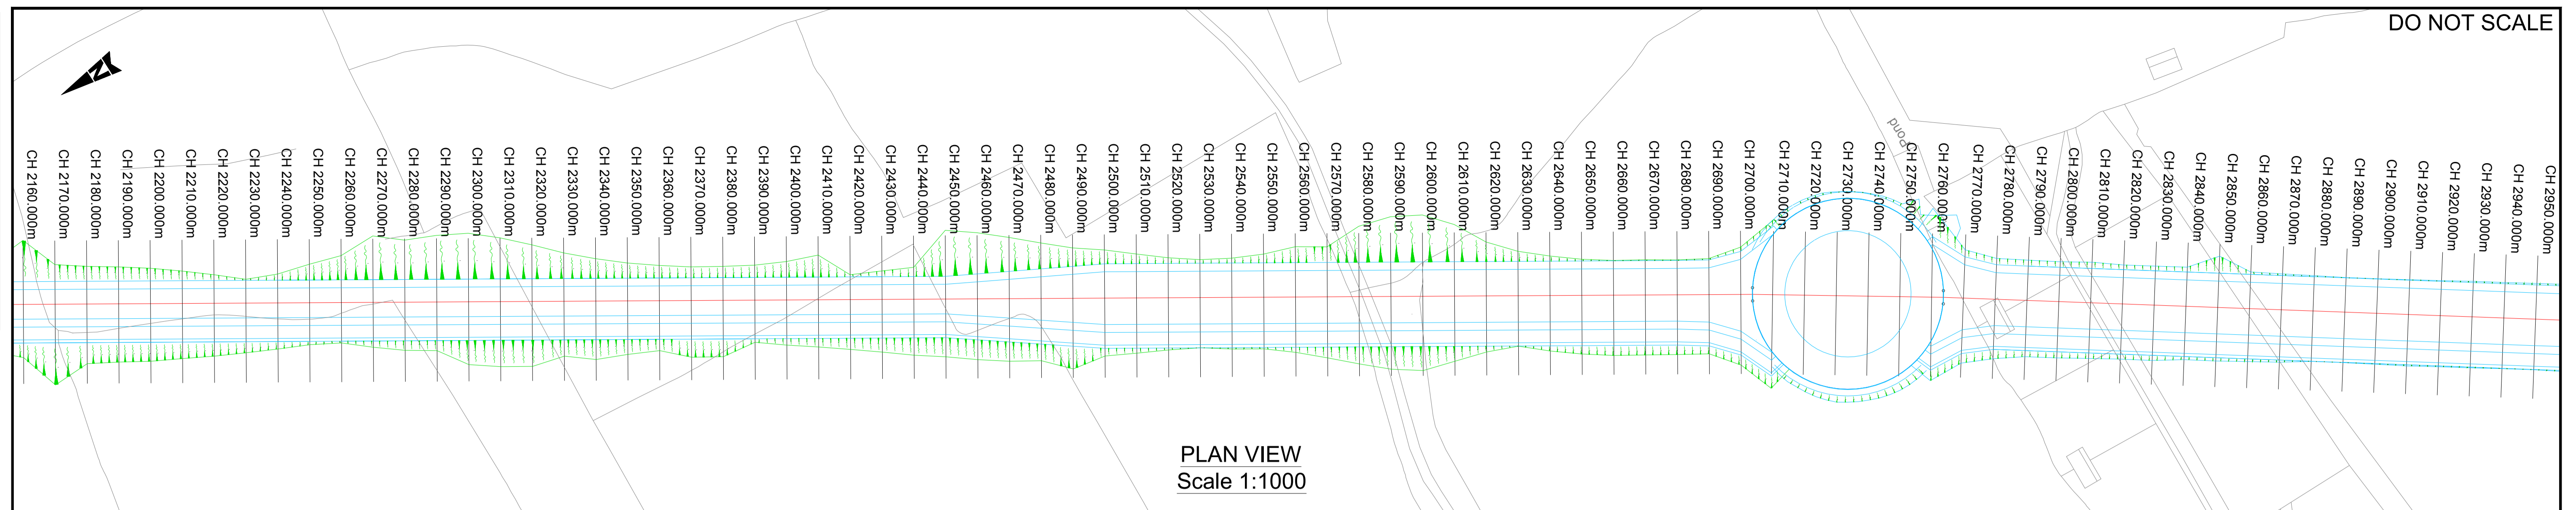 DO NOT SCALE
N
pond
CH 2160.000m
CH 2170.000m
CH 2180.000m
CH 2190.000m
CH 2200.000m
CH 2210.000m
CH 2220.000m
CH 2230.000m
CH 2240.000m
CH 2250.000m
CH 2260.000m
CH 2270.000m
CH 2280.000m
CH 2290.000m
CH 2300.000m
CH 2310.000m
CH 2320.000m
CH 2330.000m
CH 2340.000m
CH 2350.000m
CH 2360.000m
CH 2370.000m
CH 2380.000m
CH 2390.000m
CH 2400.000m
CH 2410.000m
CH 2420.000m
CH 2430.000m
CH 2440.000m
CH 2450.000m
CH 2460.000m
CH 2470.000m
CH 2480.000m
CH 2490.000m
CH 2500.000m
CH 2510.000m
CH 2520.000m
CH 2530.000m
CH 2540.000m
CH 2550.000m
CH 2560.000m
CH 2570.000m
CH 2580.000m
CH 2590.000m
CH 2600.000m
CH 2610.000m
CH 2620.000m
CH 2630.000m
CH 2640.000m
CH 2650.000m
CH 2660.000m
CH 2670.000m
CH 2680.000m
CH 2690.000m
CH 2700.000m
CH 2710.000m
CH 2720.000m
CH 2730.000m
CH 2740.000m
CH 2750.000m
CH 2760.000m
CH 2770.000m
CH 2780.000m
CH 2790.000m
CH 2800.000m
CH 2810.000m
CH 2820.000m
CH 2830.000m
CH 2840.000m
CH 2850.000m
CH 2860.000m
CH 2870.000m
CH 2880.000m
CH 2890.000m
CH 2900.000m
CH 2910.000m
CH 2920.000m
CH 2930.000m
CH 2940.000m
CH 2950.000m
PLAN VIEW
Scale 1:1000